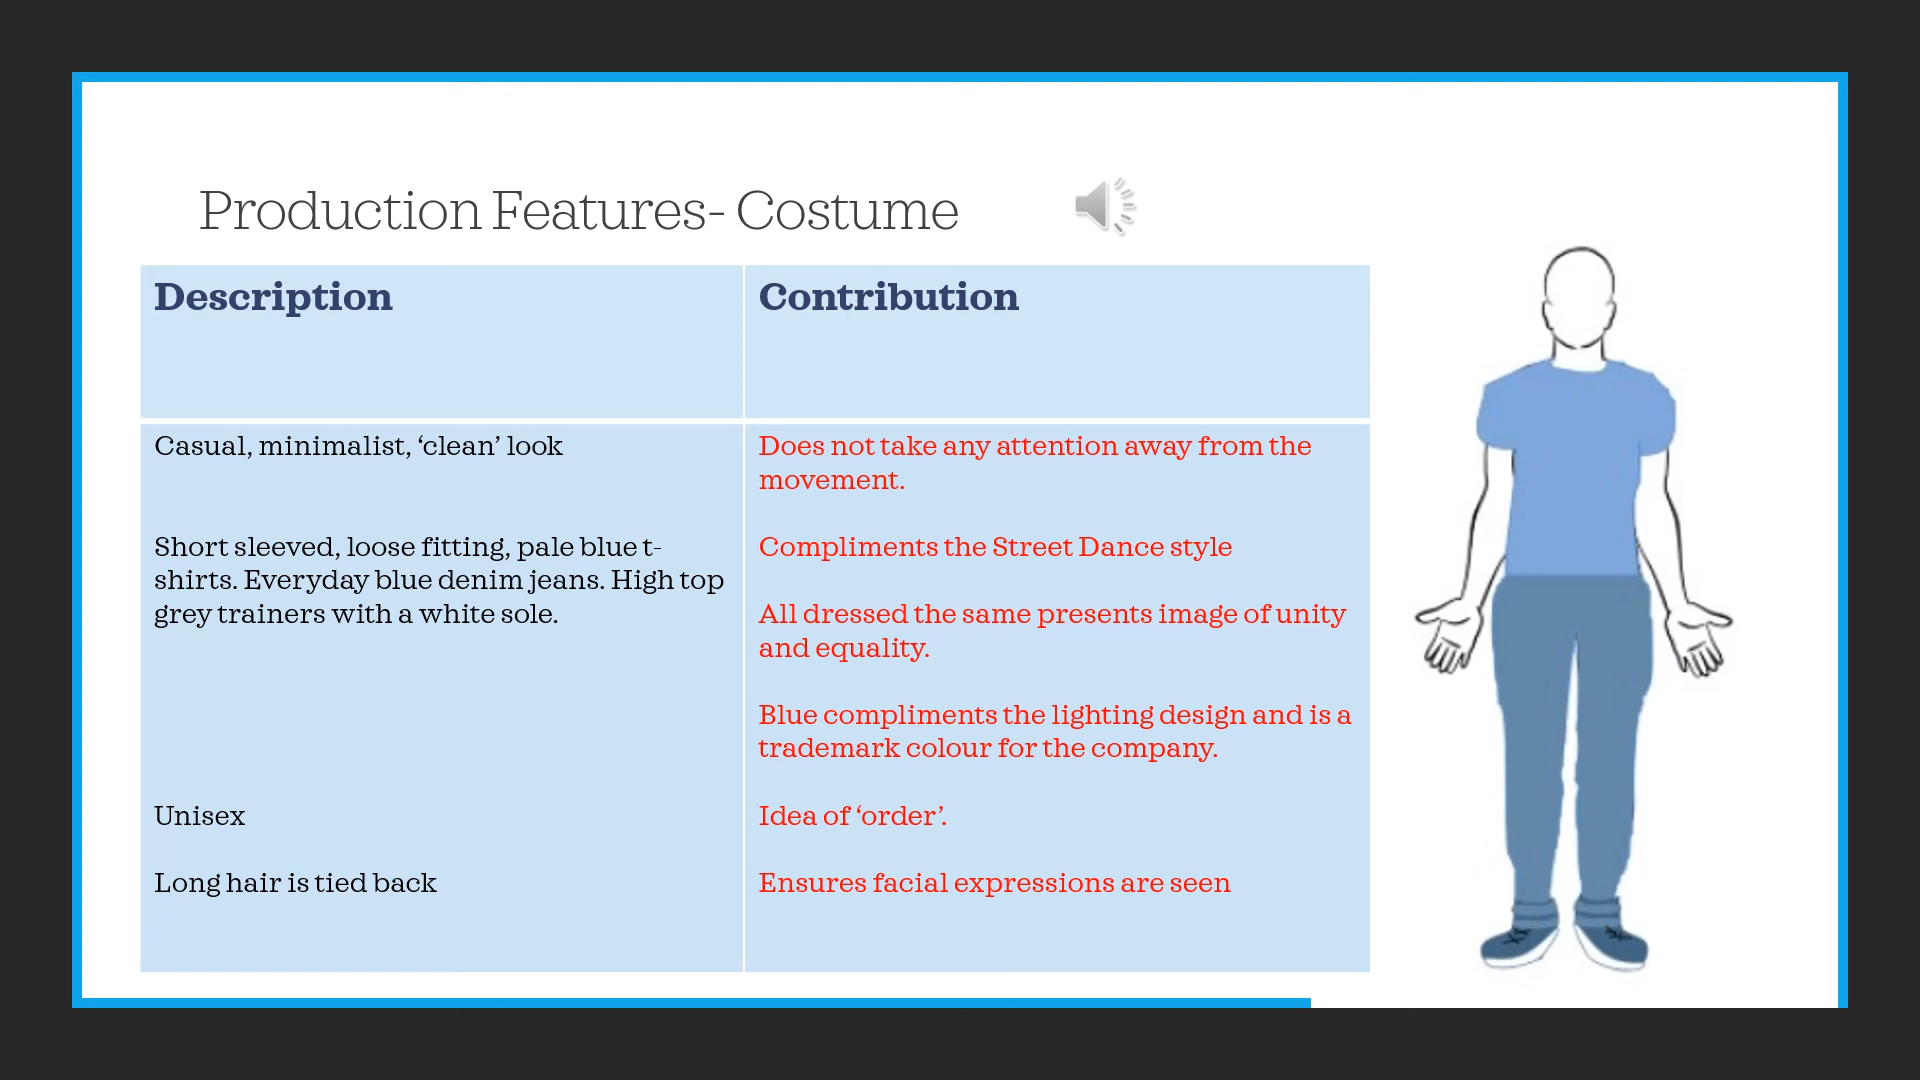 Production Features- Costume
Description
Contribution
Casual, minimalist, ‘clean’ look
Does not take any attention away from the
movement.
Short sleeved, loose fitting, pale blue t-
shirts. Everyday blue denim jeans. High top
grey trainers with a white sole.
Compliments the Street Dance style
All dressed the same presents image of unity
and equality.
Blue compliments the lighting design and is a
trademark colour for the company.
Unisex
Idea of ‘order’.
Long hair is tied back
Ensures facial expressions are seen